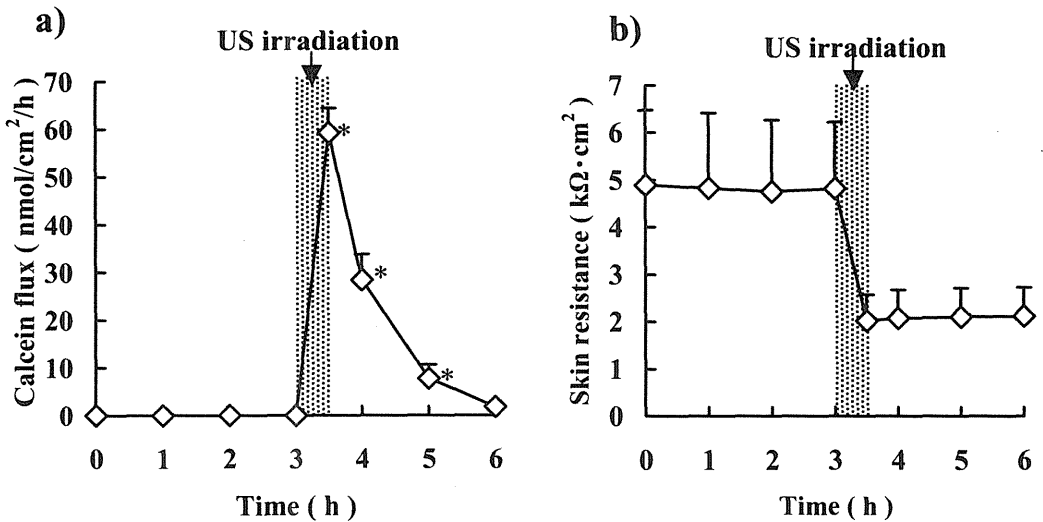 a)
US irradiation
Calcein flux ( nmol/cm²/h )
70
60
50
40
30
20
10
0
*
*
*
0 1 2 3 4 5 6
Time ( h )
b)
US irradiation
Skin resistance ( kΩ·cm² )
7
6
5
4
3
2
1
0
0 1 2 3 4 5 6
Time ( h )